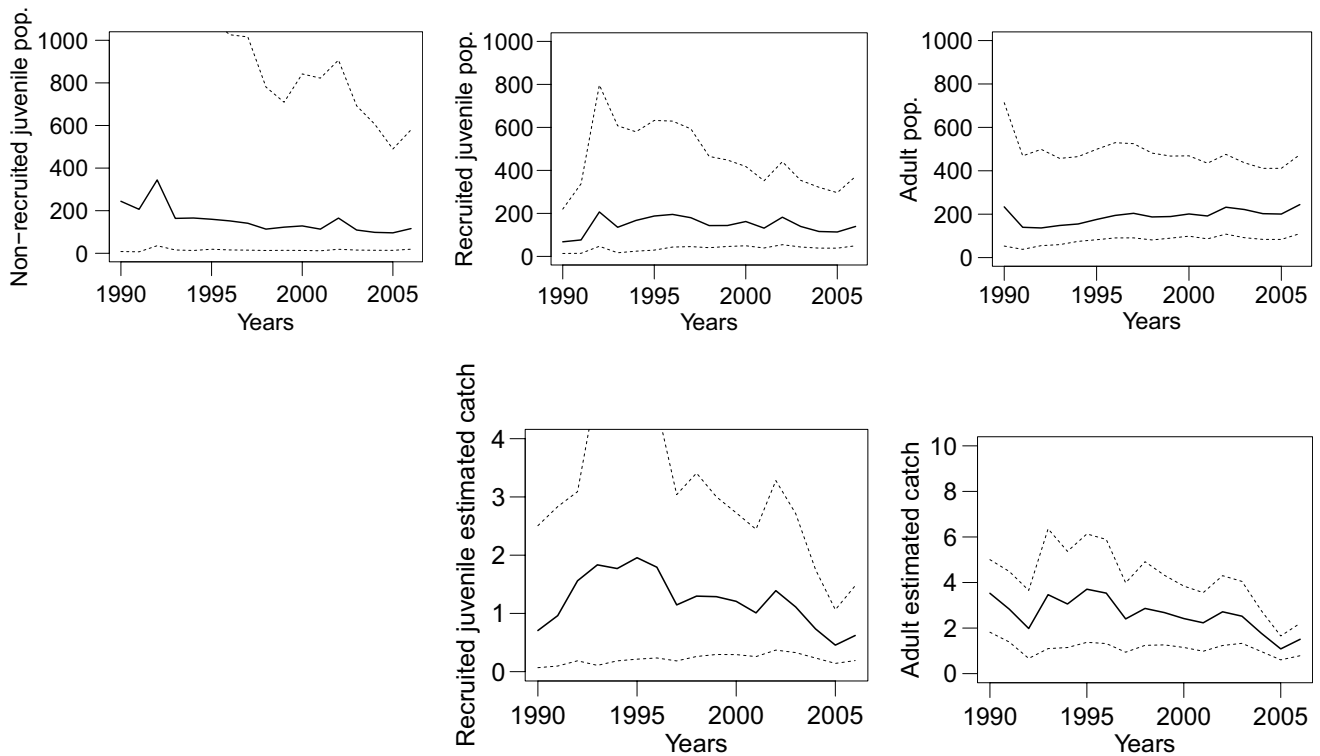 Non−recruited juvenile pop.
1000
800
600
400
200
0
1990 1995 2000 2005
Years
Recruited juvenile pop.
1000
800
600
400
200
0
1990 1995 2000 2005
Years
Adult pop.
1000
800
600
400
200
0
1990 1995 2000 2005
Years
Recruited juvenile estimated catch
4
3
2
1
0
1990 1995 2000 2005
Years
Adult estimated catch
10
8
6
4
2
0
1990 1995 2000 2005
Years